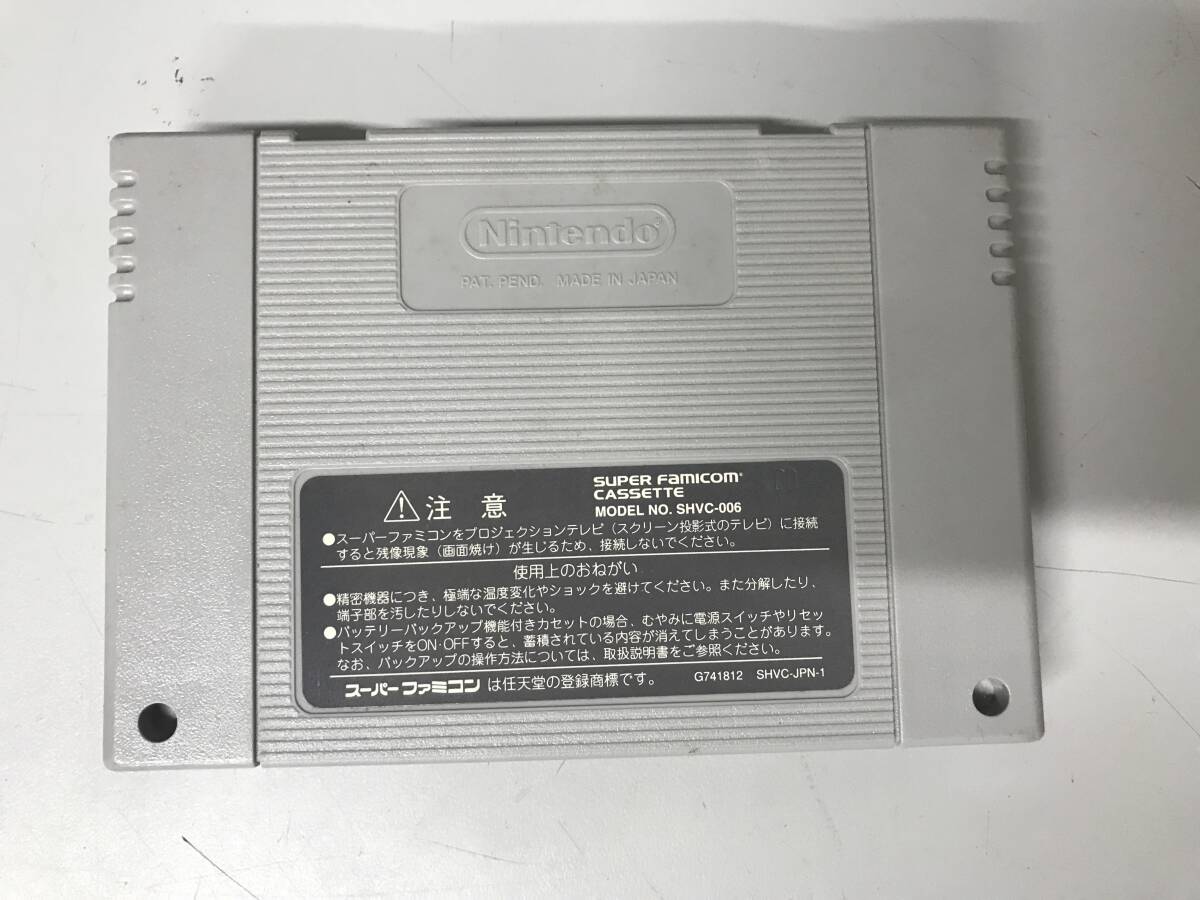 Nintendo®
PAT. PEND. MADE IN JAPAN
⚠注意
SUPER FAMICOM®
CASSETTE
MODEL NO. SHVC-006
●スーパーファミコンをプロジェクションテレビ(スクリーン投影式のテレビ)に接続
すると残像現象(画面焼け)が生じるため、接続しないでください。
使用上のおねがい
●精密機器につき、極端な温度変化やショックを避けてください。また分解したり、
端子部を汚したりしないでください。
●バッテリーバックアップ機能付きカセットの場合、むやみに電源スイッチやリセッ
トスイッチをON・OFFすると、蓄積されている内容が消えてしまうことがあります。
なお、バックアップの操作方法については、取扱説明書をご参照ください。
スーパーファミコンは任天堂の登録商標です。
G741812 SHVC-JPN-1